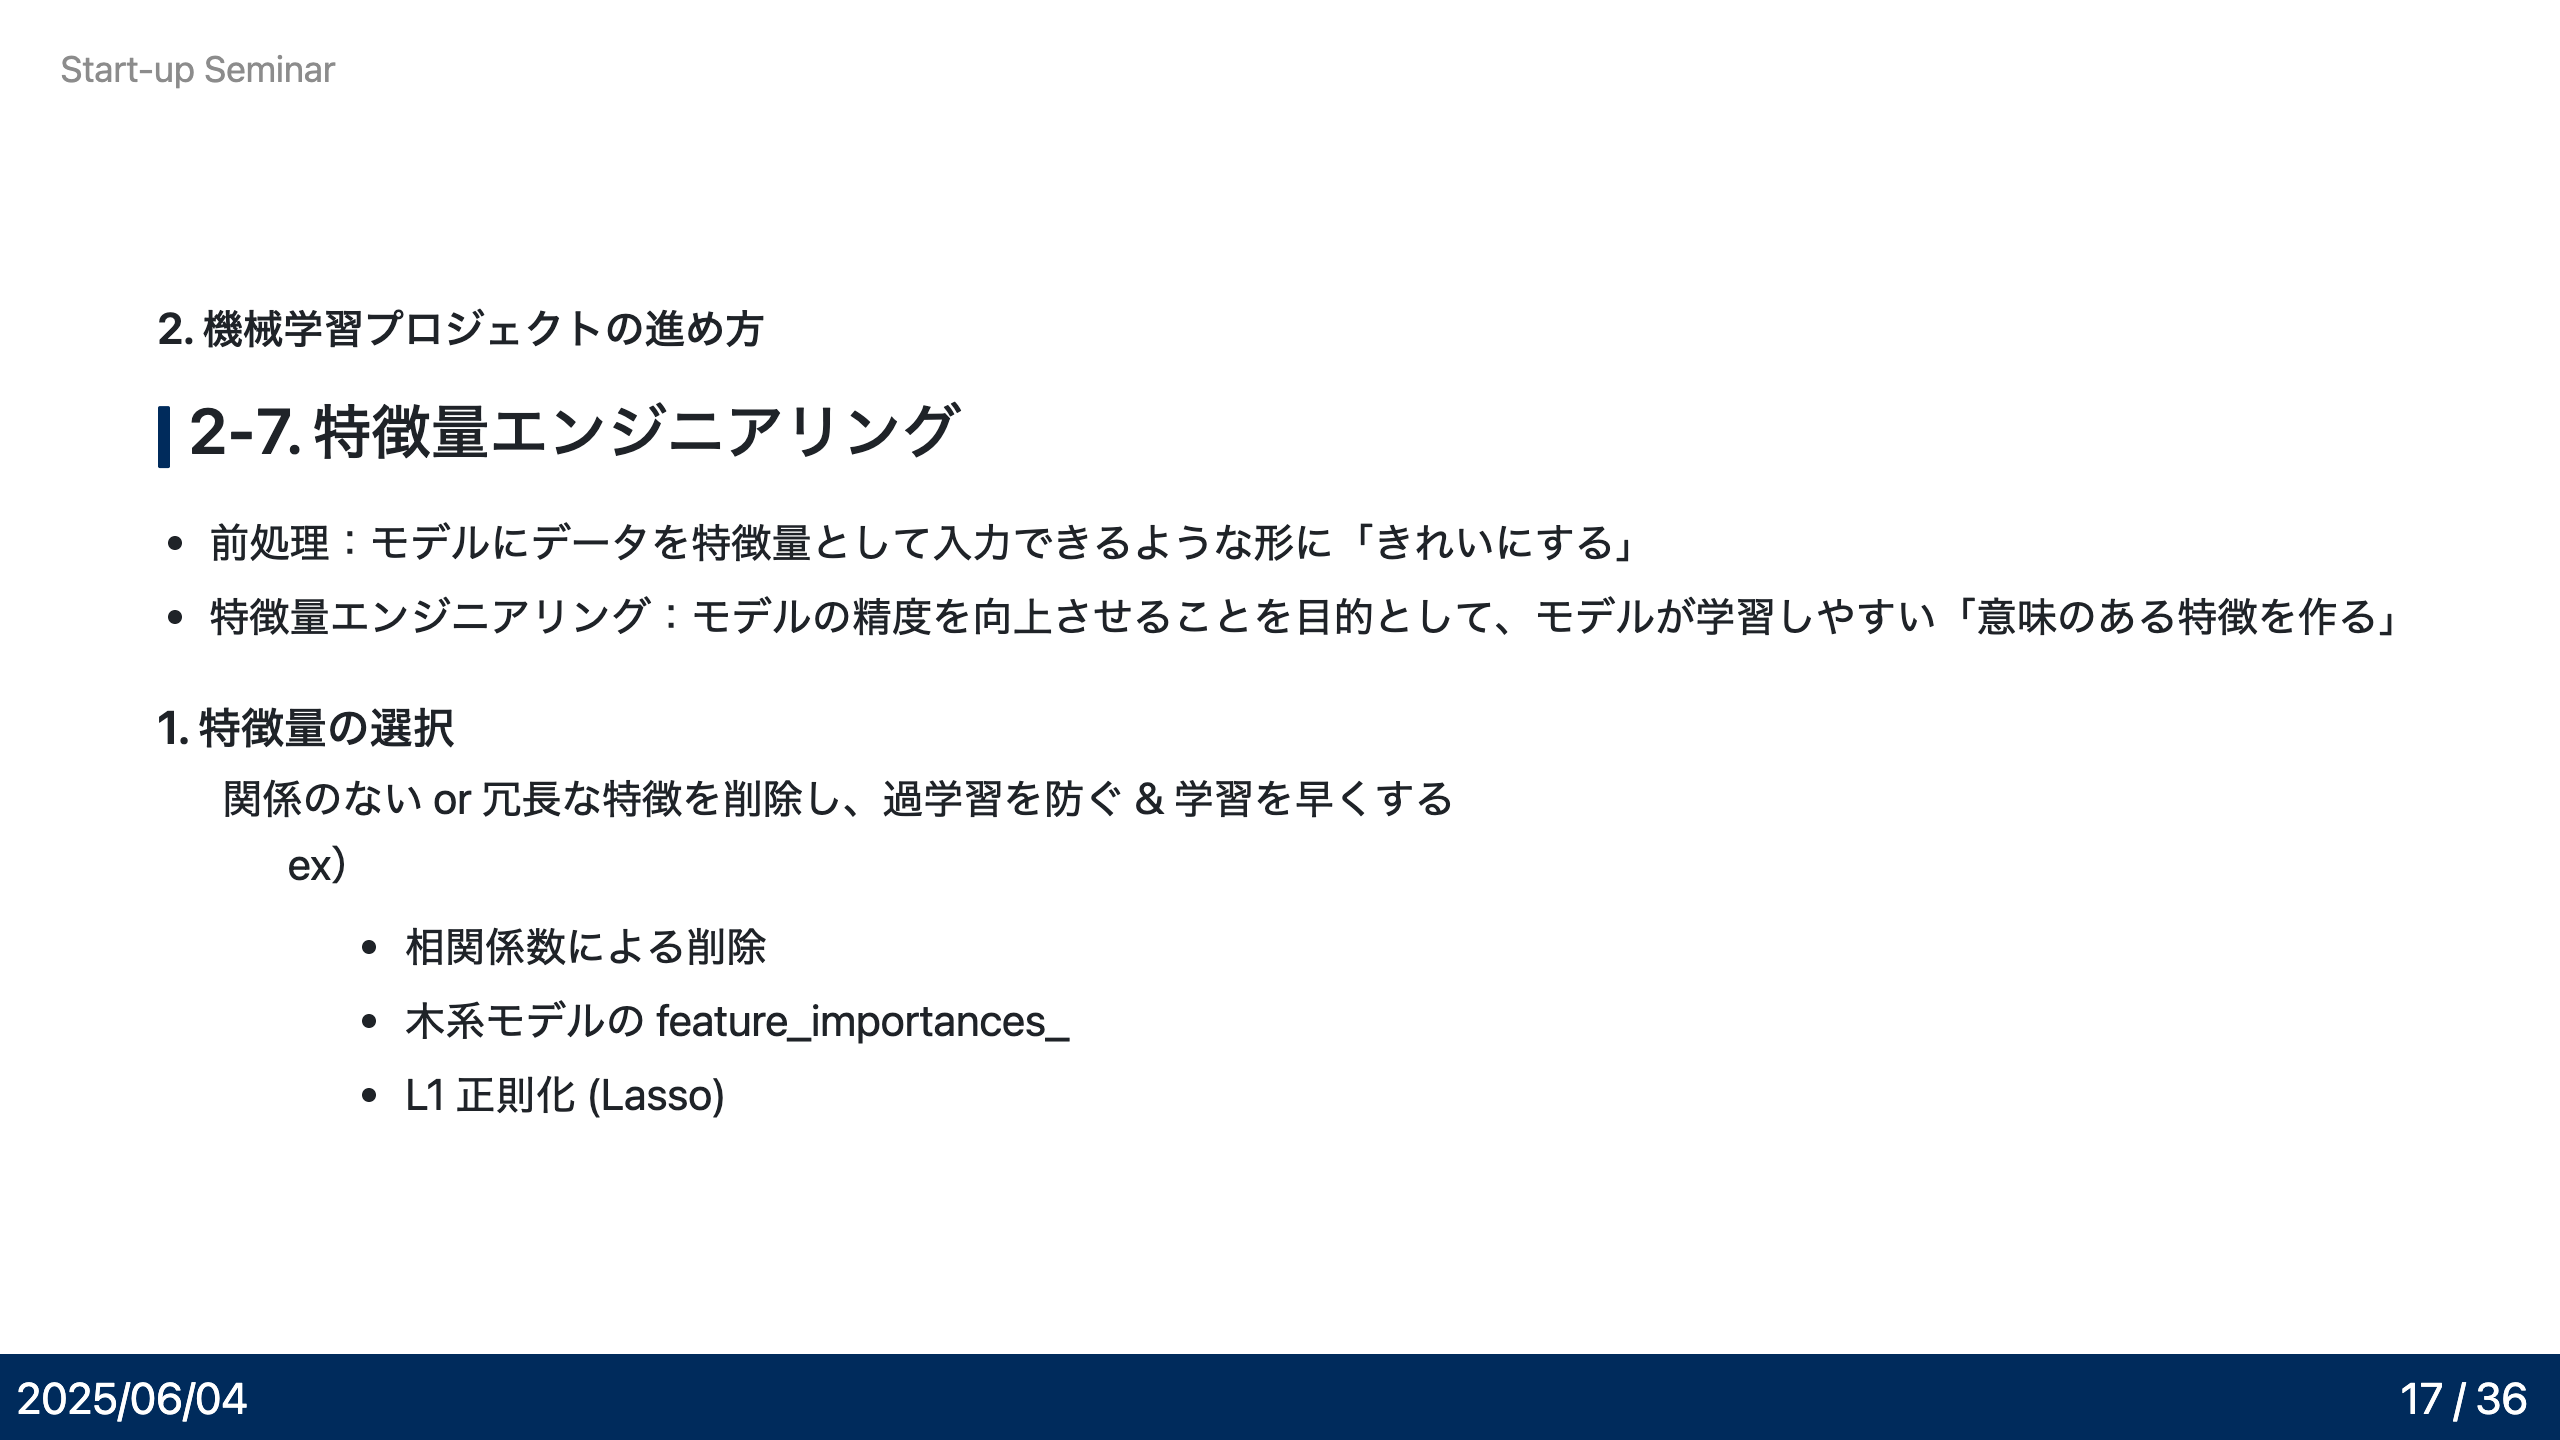 Start-up Seminar
2. 機械学習プロジェクトの進め方
2-7. 特徴量エンジニアリング
• 前処理：モデルにデータを特徴量として入力できるような形に「きれいにする」
• 特徴量エンジニアリング：モデルの精度を向上させることを目的として、モデルが学習しやすい「意味のある特徴を作る」
1. 特徴量の選択
関係のない or 冗長な特徴を削除し、過学習を防ぐ & 学習を早くする
ex）
• 相関係数による削除
• 木系モデルの feature_importances_
• L1 正則化 (Lasso)
2025/06/04
17 / 36